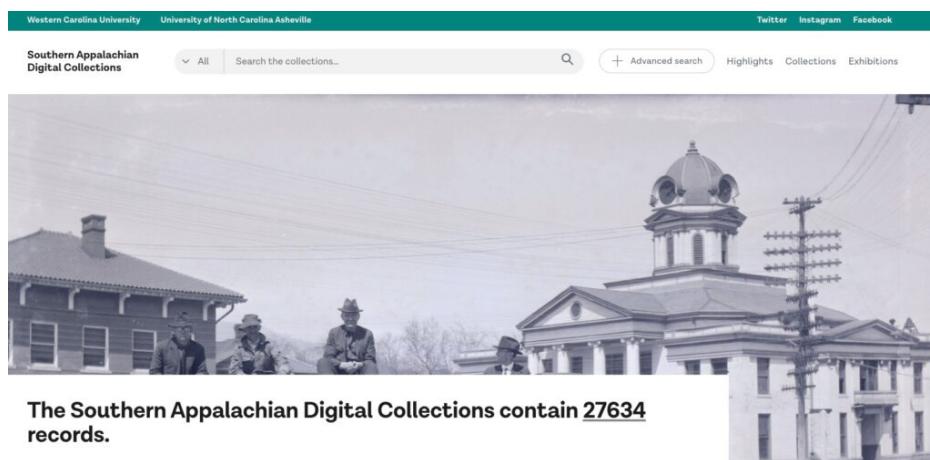 Western Carolina University University of North Carolina Asheville Twitter Instagram Facebook
Southern Appalachian
Digital Collections
All Search the collections... Advanced search Highlights Collections Exhibitions
The Southern Appalachian Digital Collections contain 27634
records.